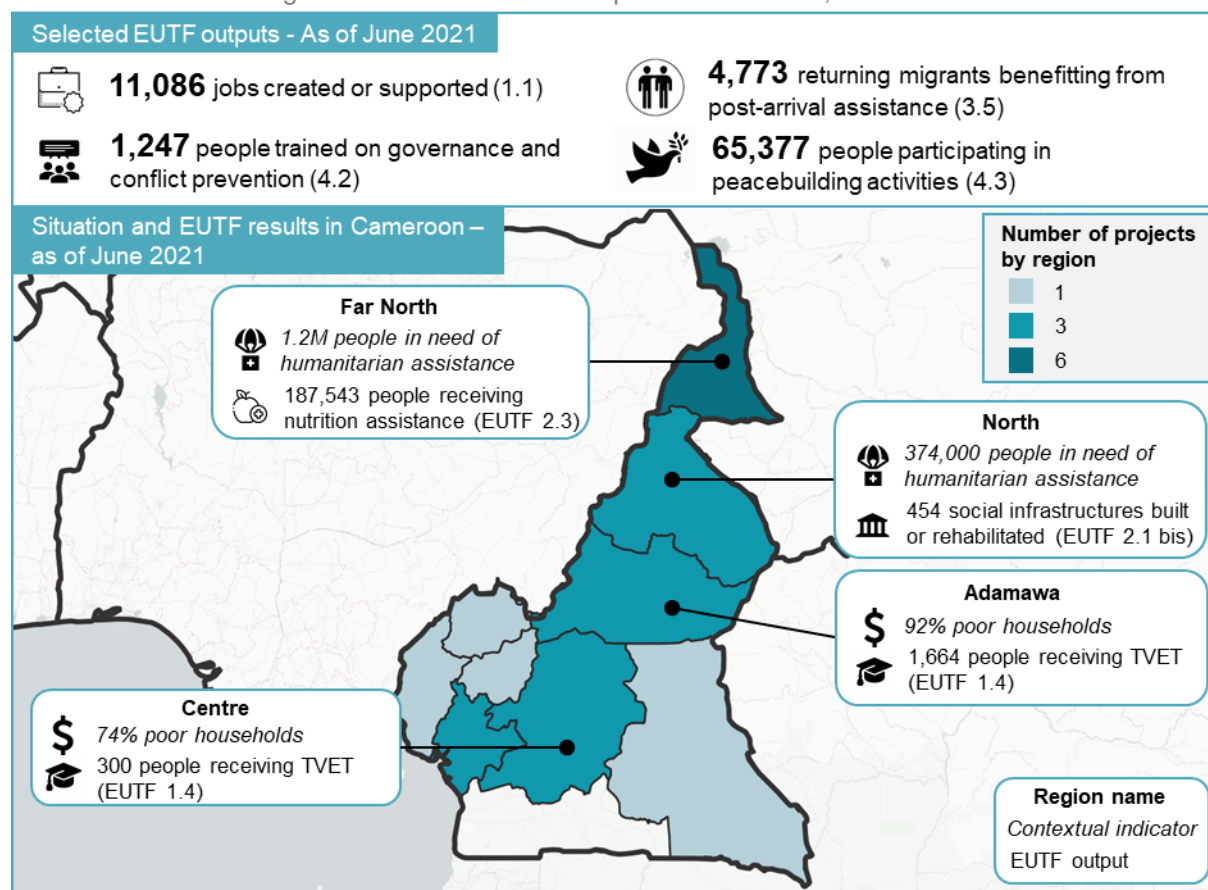 Selected EUTF outputs - As of June 2021
11,086 jobs created or supported (1.1)
1,247 people trained on governance and
conflict prevention (4.2)
4,773 returning migrants benefitting from
post-arrival assistance (3.5)
65,377 people participating in
peacebuilding activities (4.3)
Situation and EUTF results in Cameroon –
as of June 2021
Number of projects
by region
1
3
6
Far North
1.2M people in need of
humanitarian assistance
187,543 people receiving
nutrition assistance (EUTF 2.3)
North
374,000 people in need of
humanitarian assistance
454 social infrastructures built
or rehabilitated (EUTF 2.1 bis)
Adamawa
92% poor households
1,664 people receiving TVET
(EUTF 1.4)
Centre
74% poor households
300 people receiving TVET
(EUTF 1.4)
Region name
Contextual indicator
EUTF output